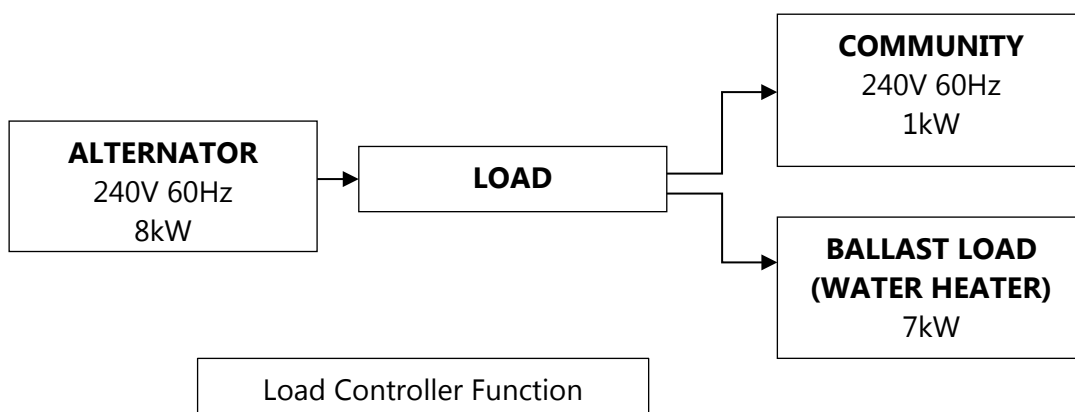 COMMUNITY
240V 60Hz
1kW
ALTERNATOR
240V 60Hz
8kW
LOAD
BALLAST LOAD
(WATER HEATER)
7kW
Load Controller Function